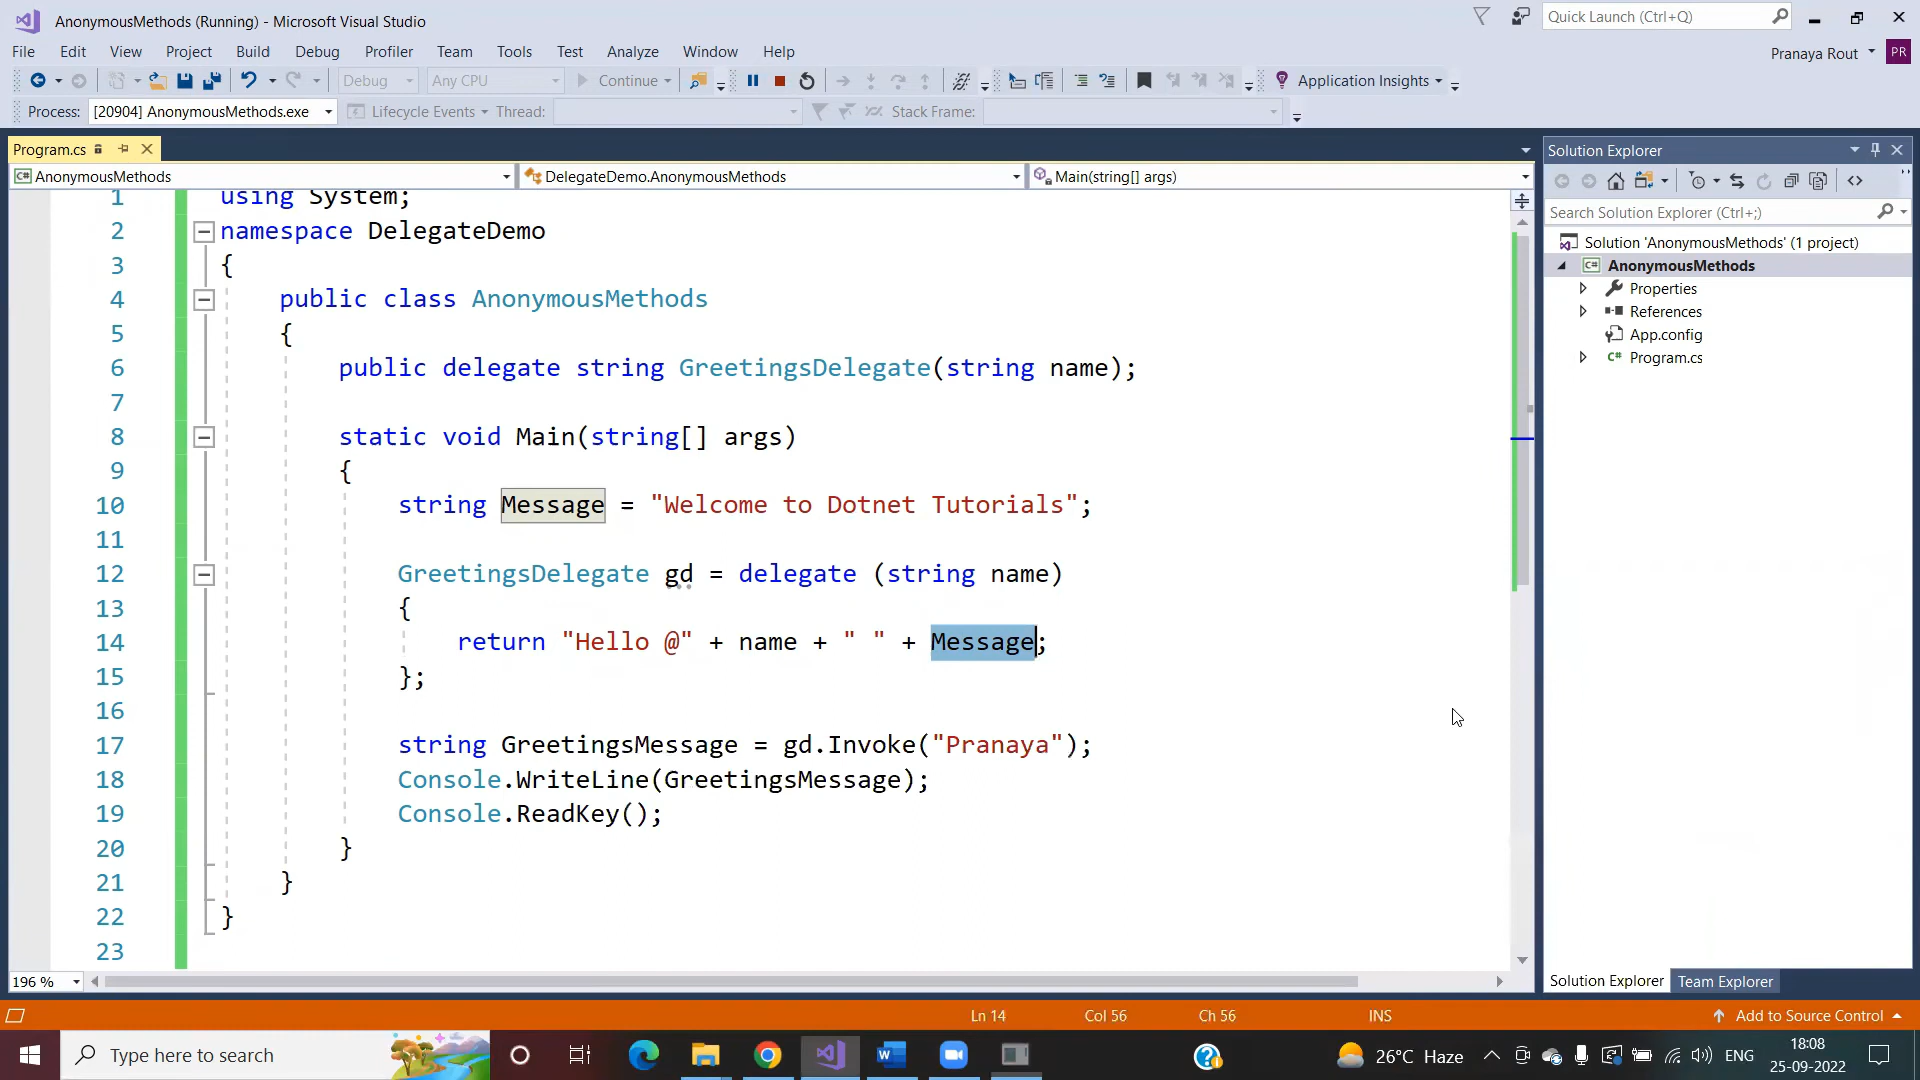 AnonymousMethods (Running) - Microsoft Visual Studio
Quick Launch (Ctrl+Q)
File Edit View Project Build Debug Profiler Team Tools Test Analyze Window Help
Pranaya Rout PR
Debug Any CPU Continue Application Insights
Process: [20904] AnonymousMethods.exe Lifecycle Events Thread: Stack Frame:
Program.cs
Solution Explorer
AnonymousMethods DelegateDemo.AnonymousMethods Main(string[] args)
1 using System;
2 namespace DelegateDemo
3 {
4 public class AnonymousMethods
5 {
6 public delegate string GreetingsDelegate(string name);
7
8 static void Main(string[] args)
9 {
10 string Message = "Welcome to Dotnet Tutorials";
11
12 GreetingsDelegate gd = delegate (string name)
13 {
14 return "Hello @" + name + " " + Message;
15 };
16
17 string GreetingsMessage = gd.Invoke("Pranaya");
18 Console.WriteLine(GreetingsMessage);
19 Console.ReadKey();
20 }
21 }
22 }
23
Search Solution Explorer (Ctrl+;)
Solution 'AnonymousMethods' (1 project)
C# AnonymousMethods
Properties
References
App.config
C# Program.cs
196 %
Solution Explorer Team Explorer
Ln 14 Col 56 Ch 56 INS Add to Source Control
Type here to search
26°C Haze ENG
18:08
25-09-2022